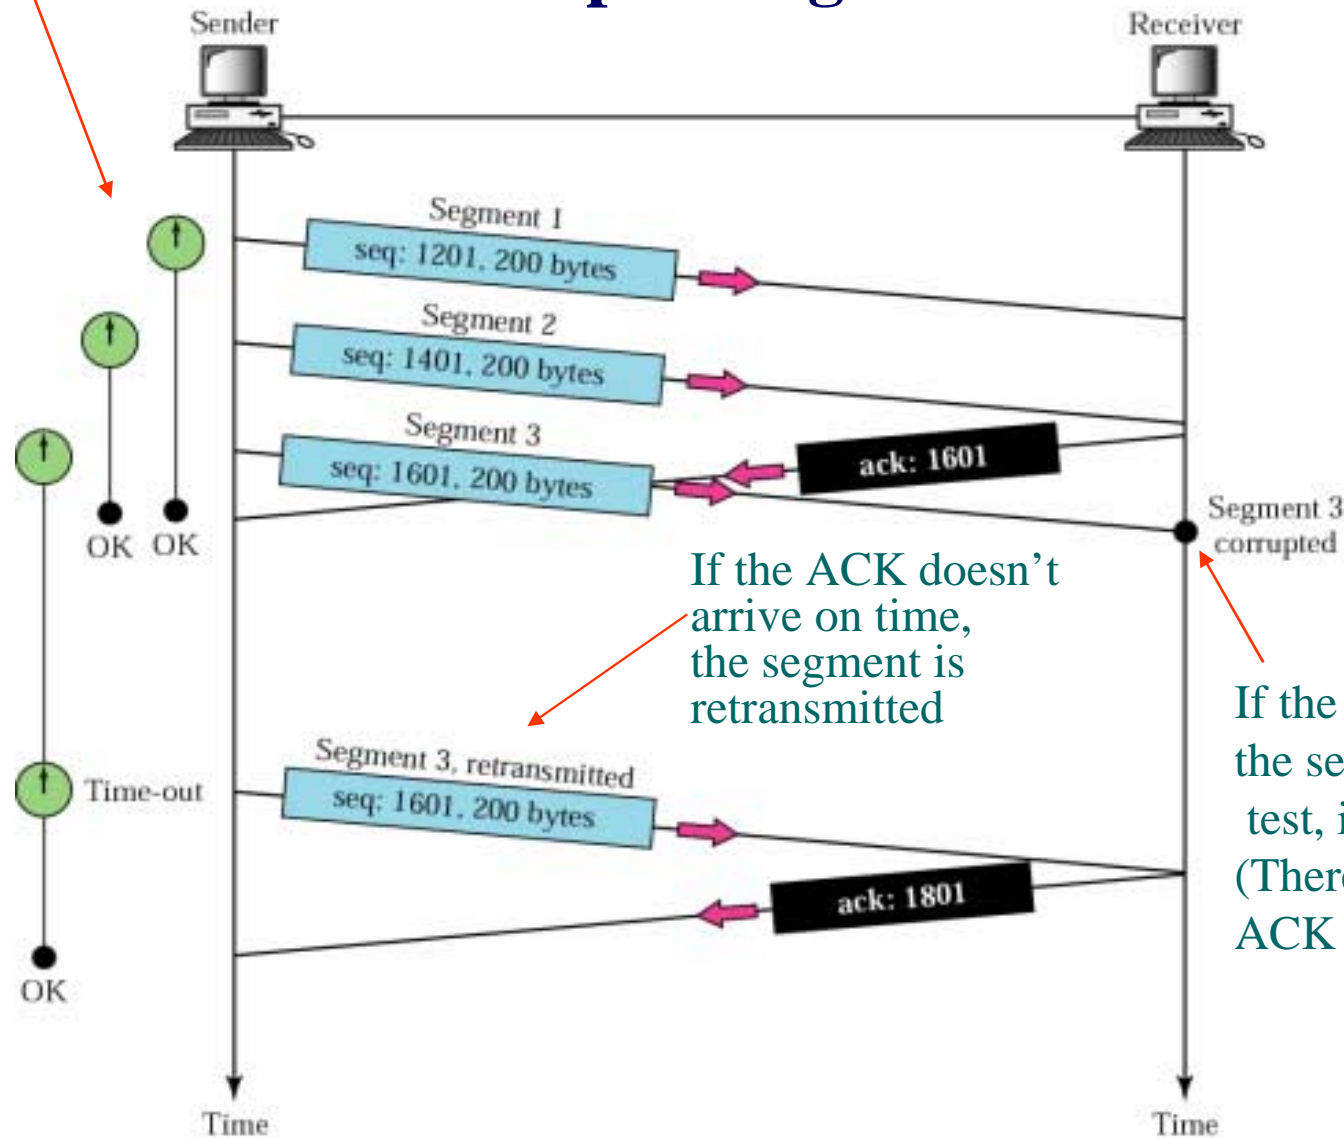 Sender
Receiver
Segment 1
seq: 1201, 200 bytes
Segment 2
seq: 1401, 200 bytes
Segment 3
seq: 1601, 200 bytes
ack: 1601
OK OK
Segment 3
corrupted
If the ACK doesn’t
arrive on time,
the segment is
retransmitted
If the
the se
test, i
(There
ACK
Segment 3, retransmitted
seq: 1601, 200 bytes
Time-out
ack: 1801
OK
Time
Time